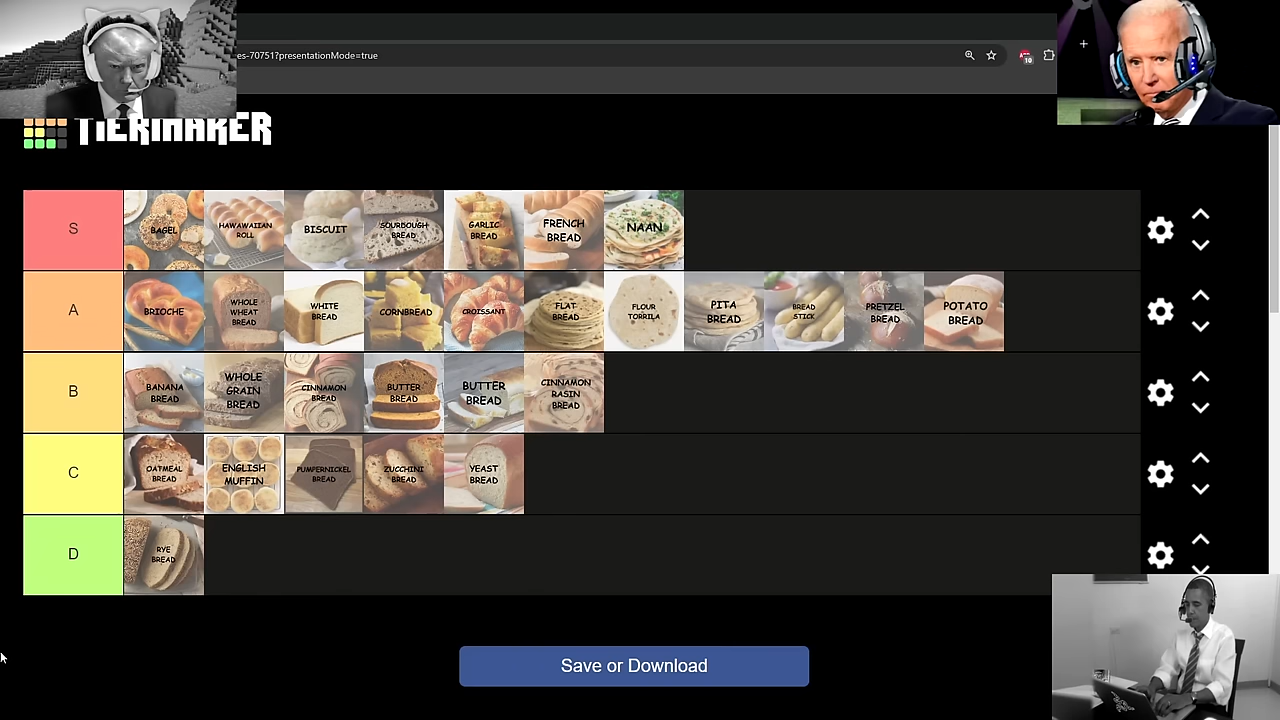 es-70751?presentationMode=true
10
TiERMAKER
S
BAGEL
HAWAWAIIAN
ROLL
BISCUIT
SOURDOUGH
BREAD
GARLIC
BREAD
FRENCH
BREAD
NAAN
A
BRIOCHE
WHOLE
WHEAT
BREAD
WHITE
BREAD
CORNBREAD
CROISSANT
FLAT
BREAD
FLOUR
TORRILA
PITA
BREAD
BREAD
STICK
PRETZEL
BREAD
POTATO
BREAD
B
BANANA
BREAD
WHOLE
GRAIN
BREAD
CINNAMON
BREAD
BUTTER
BREAD
BUTTER
BREAD
CINNAMON
RASIN
BREAD
C
OATMEAL
BREAD
ENGLISH
MUFFIN
PUMPERNICKEL
BREAD
ZUCCHINI
BREAD
YEAST
BREAD
D
RYE
BREAD
Save or Download